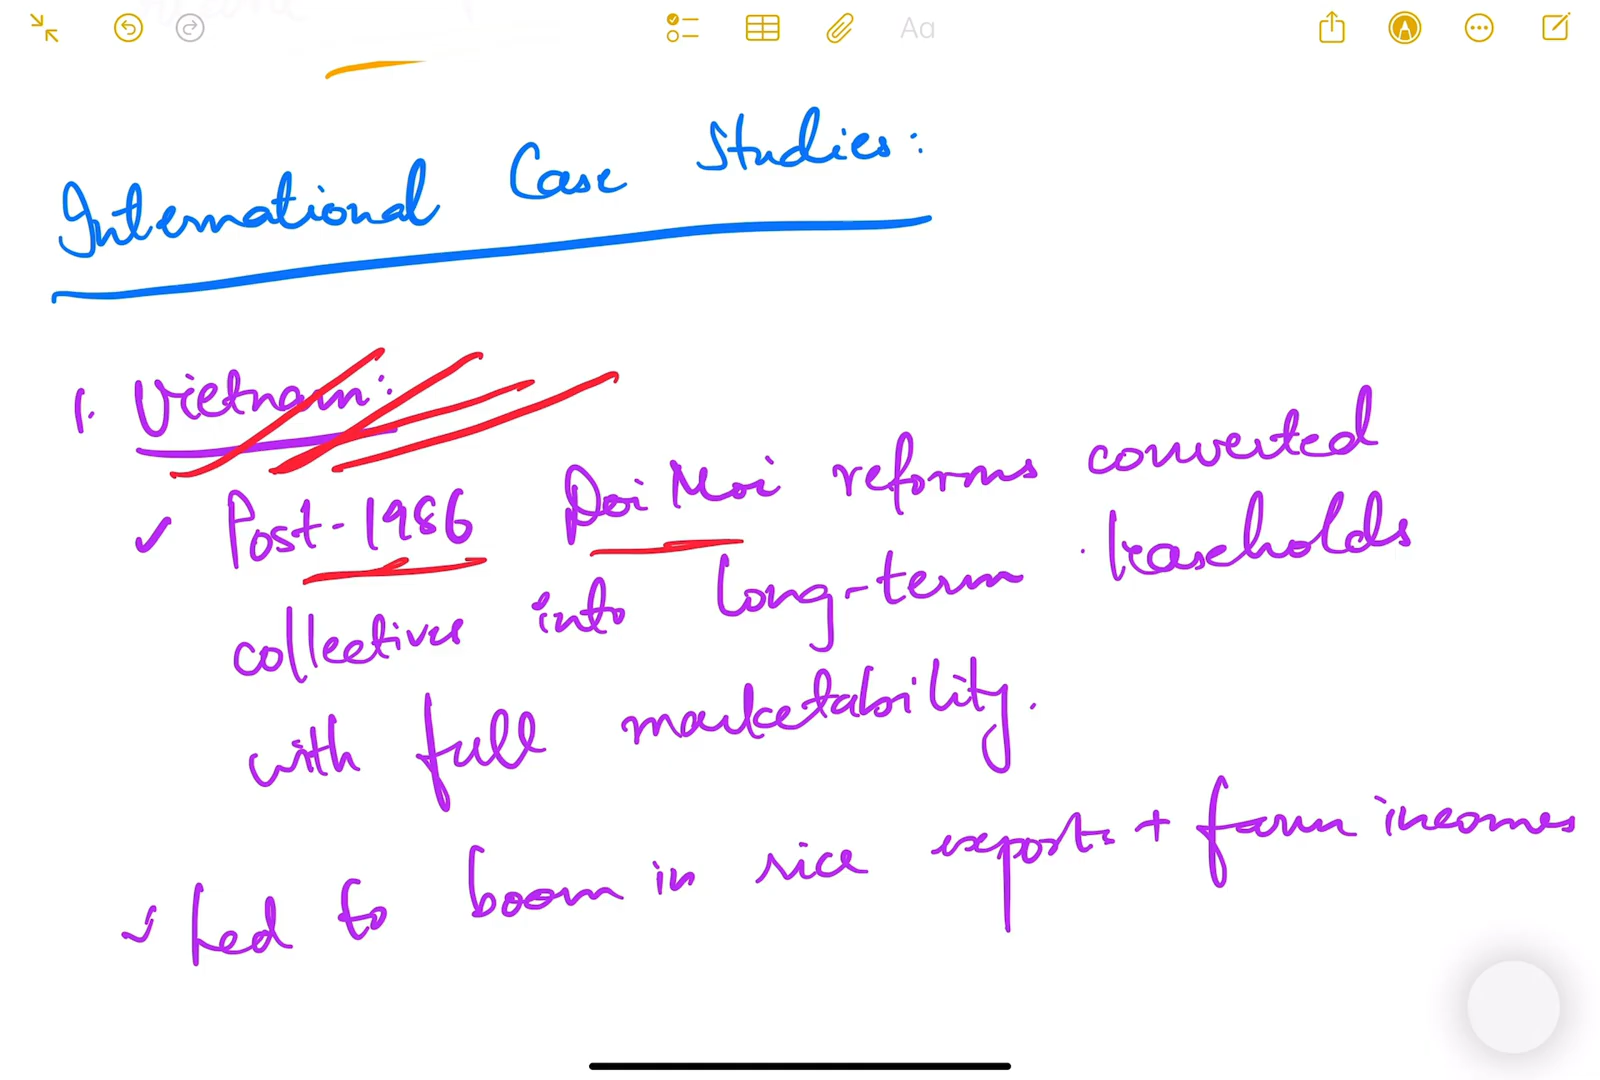 Aa
International Case Studies:
1. Vietnam:
✓ Post-1986 Doi Moi reforms converted
collectives into long-term leaseholds
with full marketability.
✓ Led to boom in rice exports + farm incomes